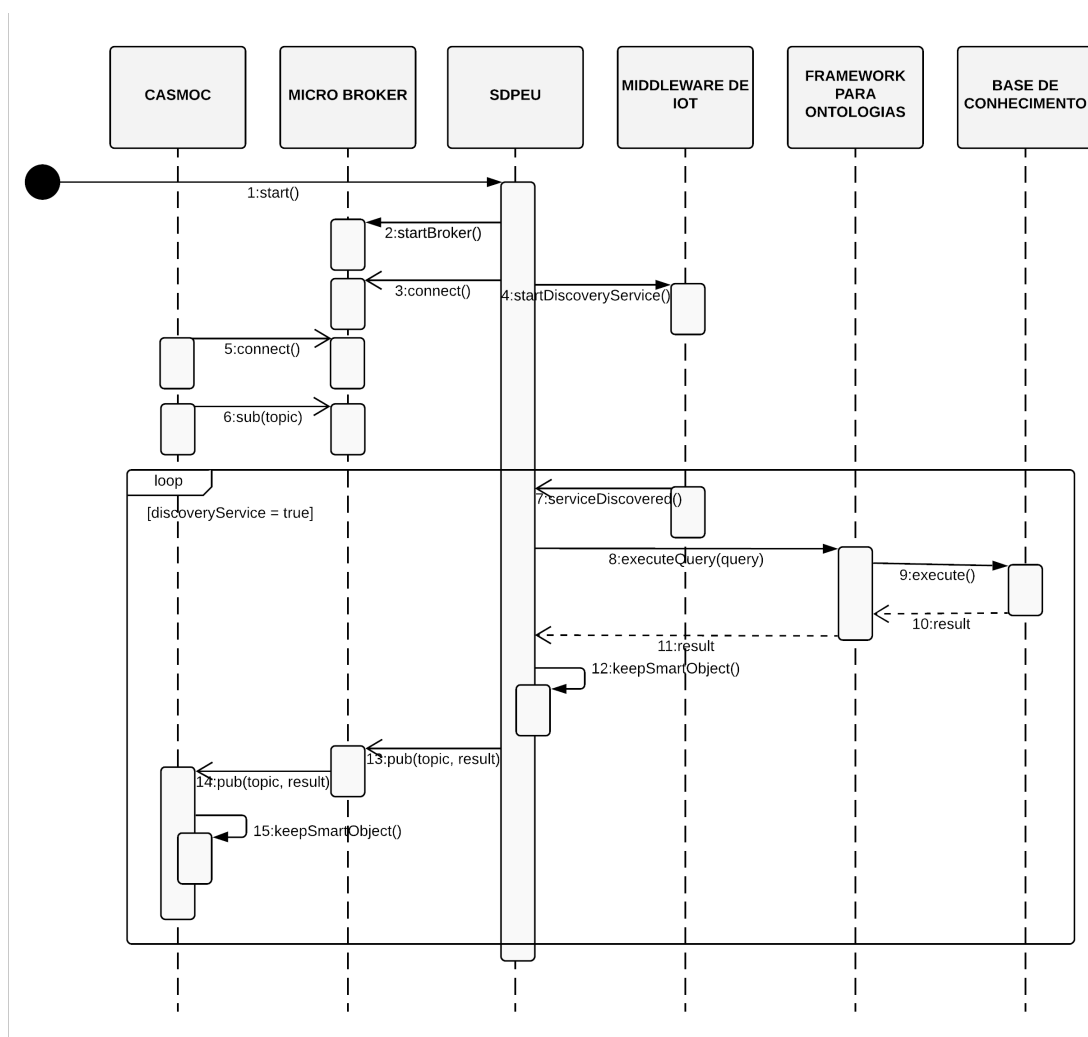 CASMOC
MICRO BROKER
SDPEU
MIDDLEWARE DE
IOT
FRAMEWORK
PARA
ONTOLOGIAS
BASE DE
CONHECIMENTO
1:start()
2:startBroker()
3:connect()
4:startDiscoveryService()
5:connect()
6:sub(topic)
loop
[discoveryService = true]
7:serviceDiscovered()
8:executeQuery(query)
9:execute()
10:result
11:result
12:keepSmartObject()
13:pub(topic, result)
14:pub(topic, result)
15:keepSmartObject()